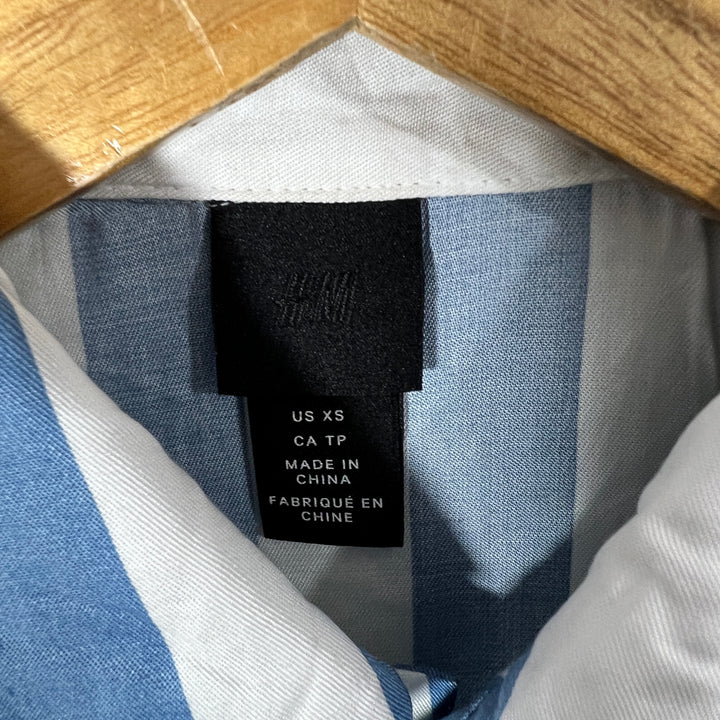 H&M
US XS
CA TP
MADE IN
CHINA
FABRIQUÉ EN
CHINE